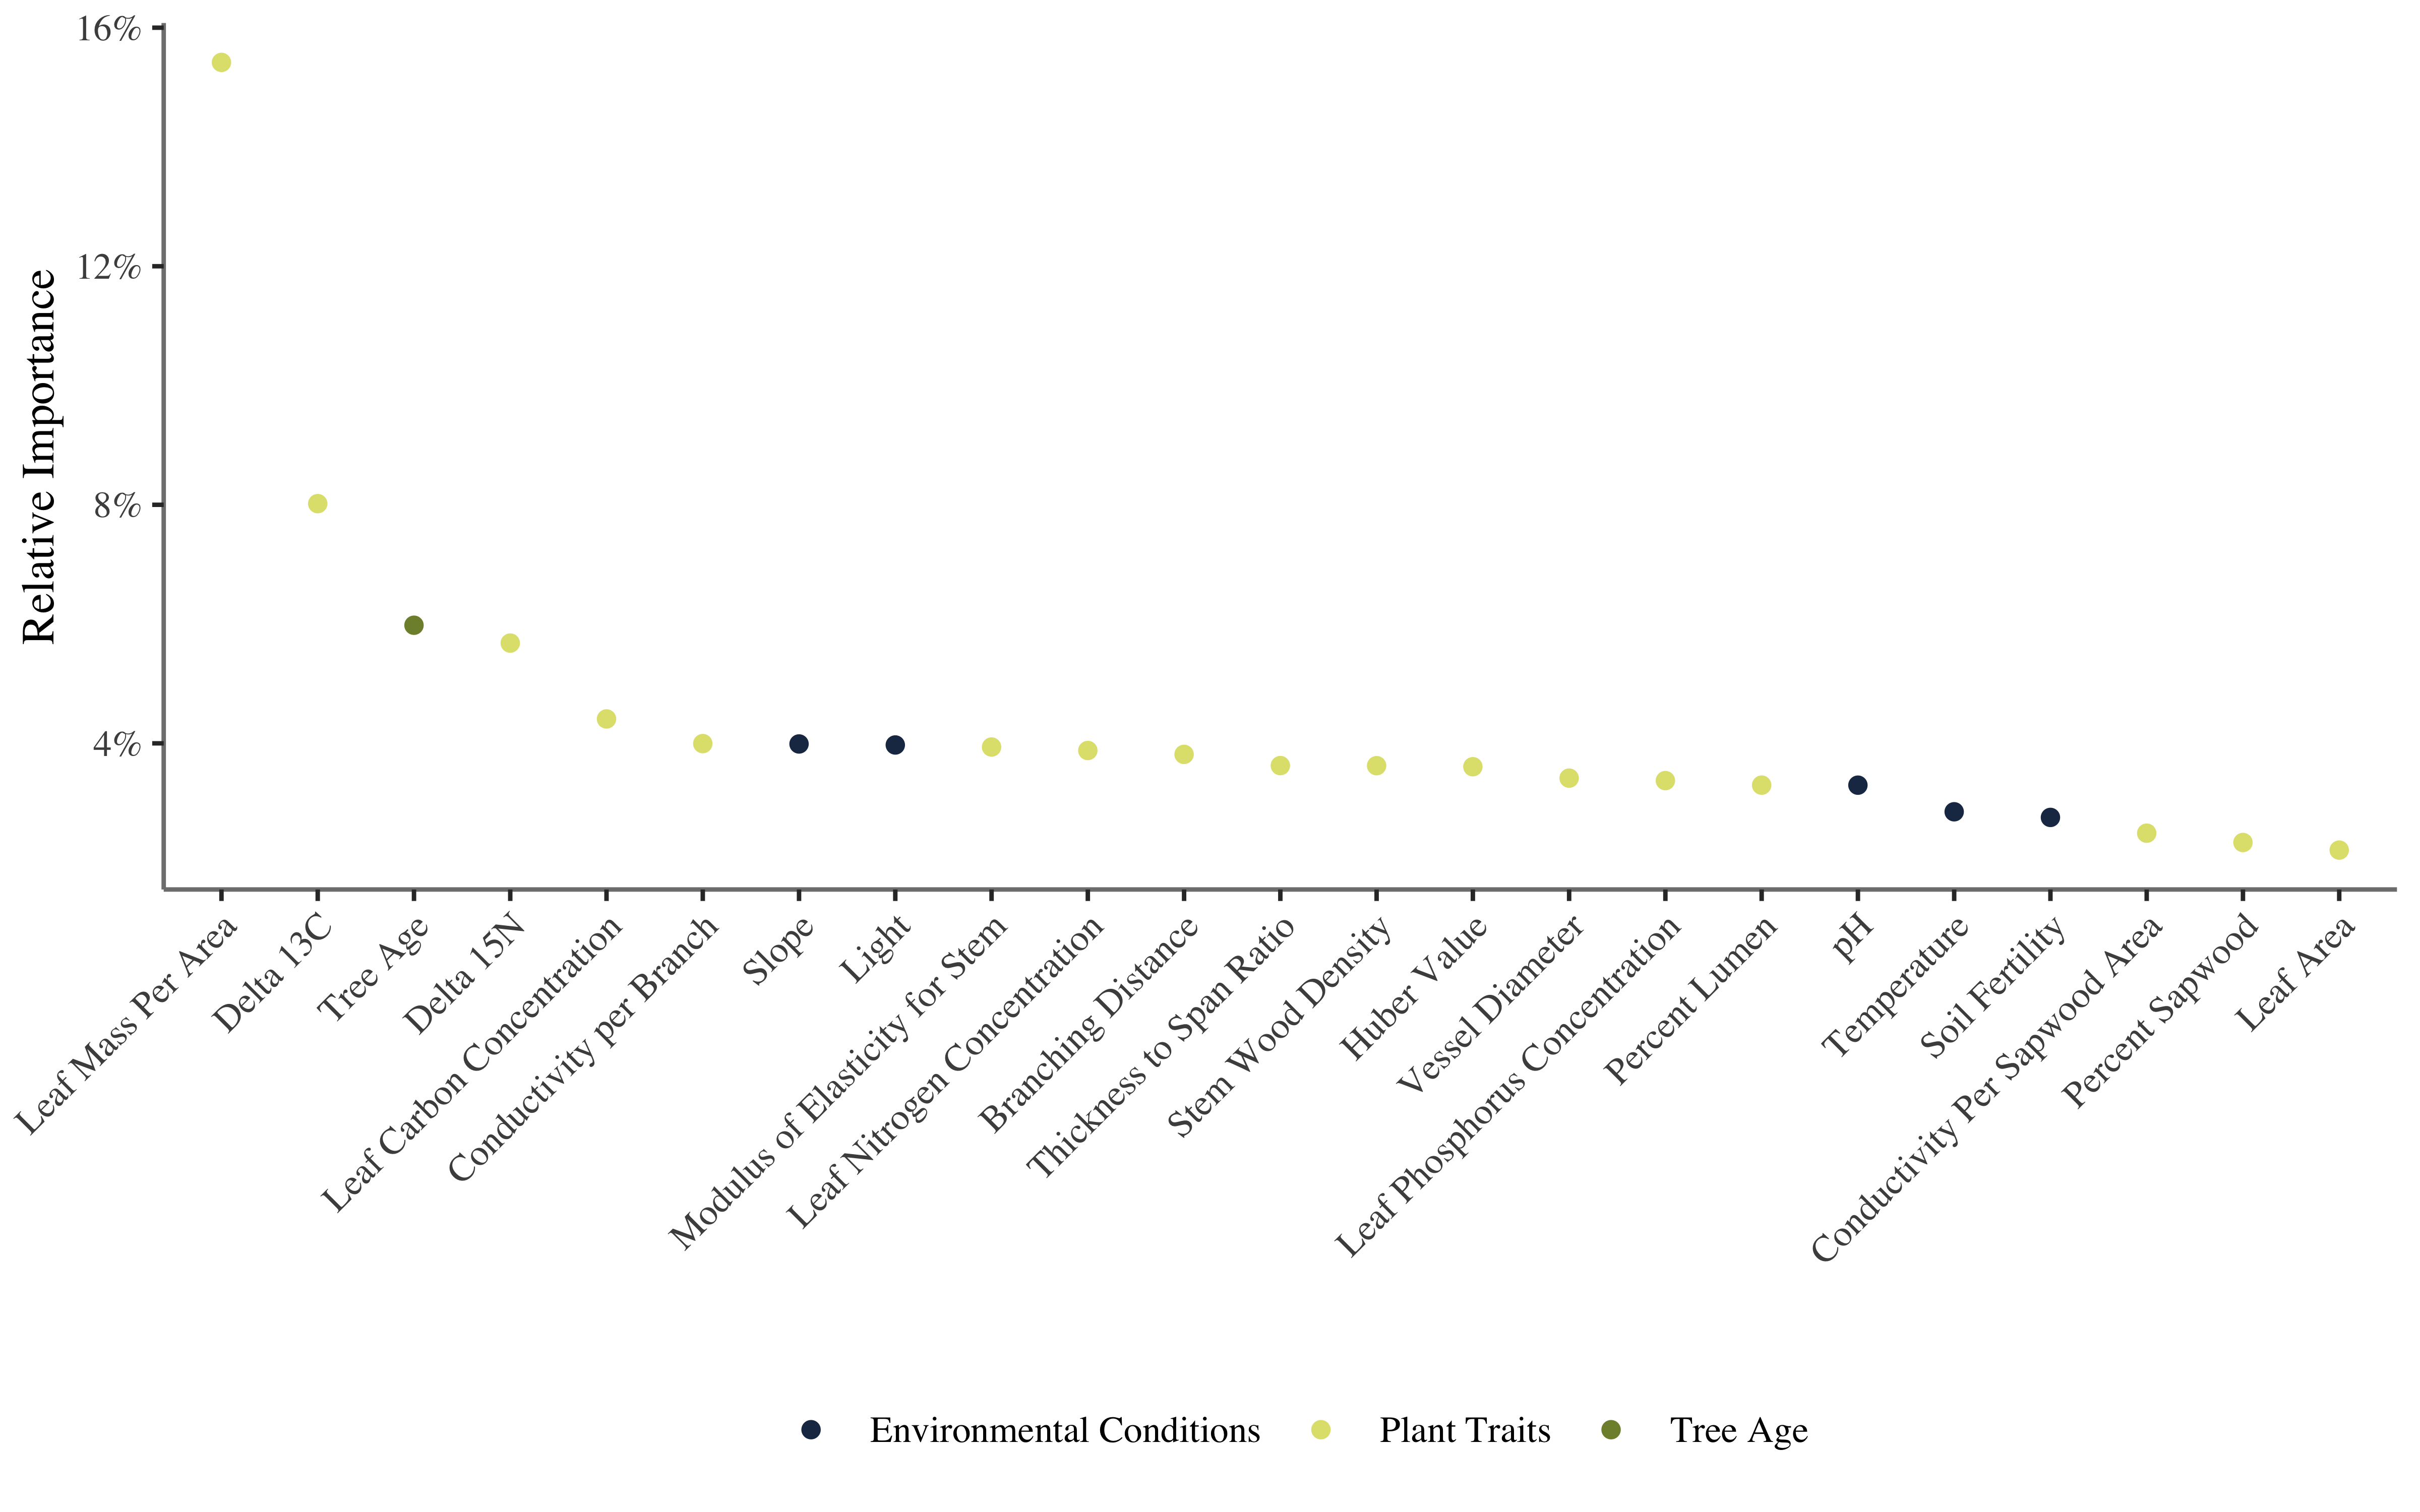 Relative Importance
16%
12%
8%
4%
Leaf Mass Per Area
Delta 13C
Tree Age
Delta 15N
Leaf Carbon Concentration
Conductivity per Branch
Slope
Light
Modulus of Elasticity for Stem
Leaf Nitrogen Concentration
Branching Distance
Thickness to Span Ratio
Stem Wood Density
Huber Value
Vessel Diameter
Leaf Phosphorus Concentration
Percent Lumen
pH
Temperature
Soil Fertility
Conductivity Per Sapwood Area
Percent Sapwood
Leaf Area
Environmental Conditions Plant Traits Tree Age